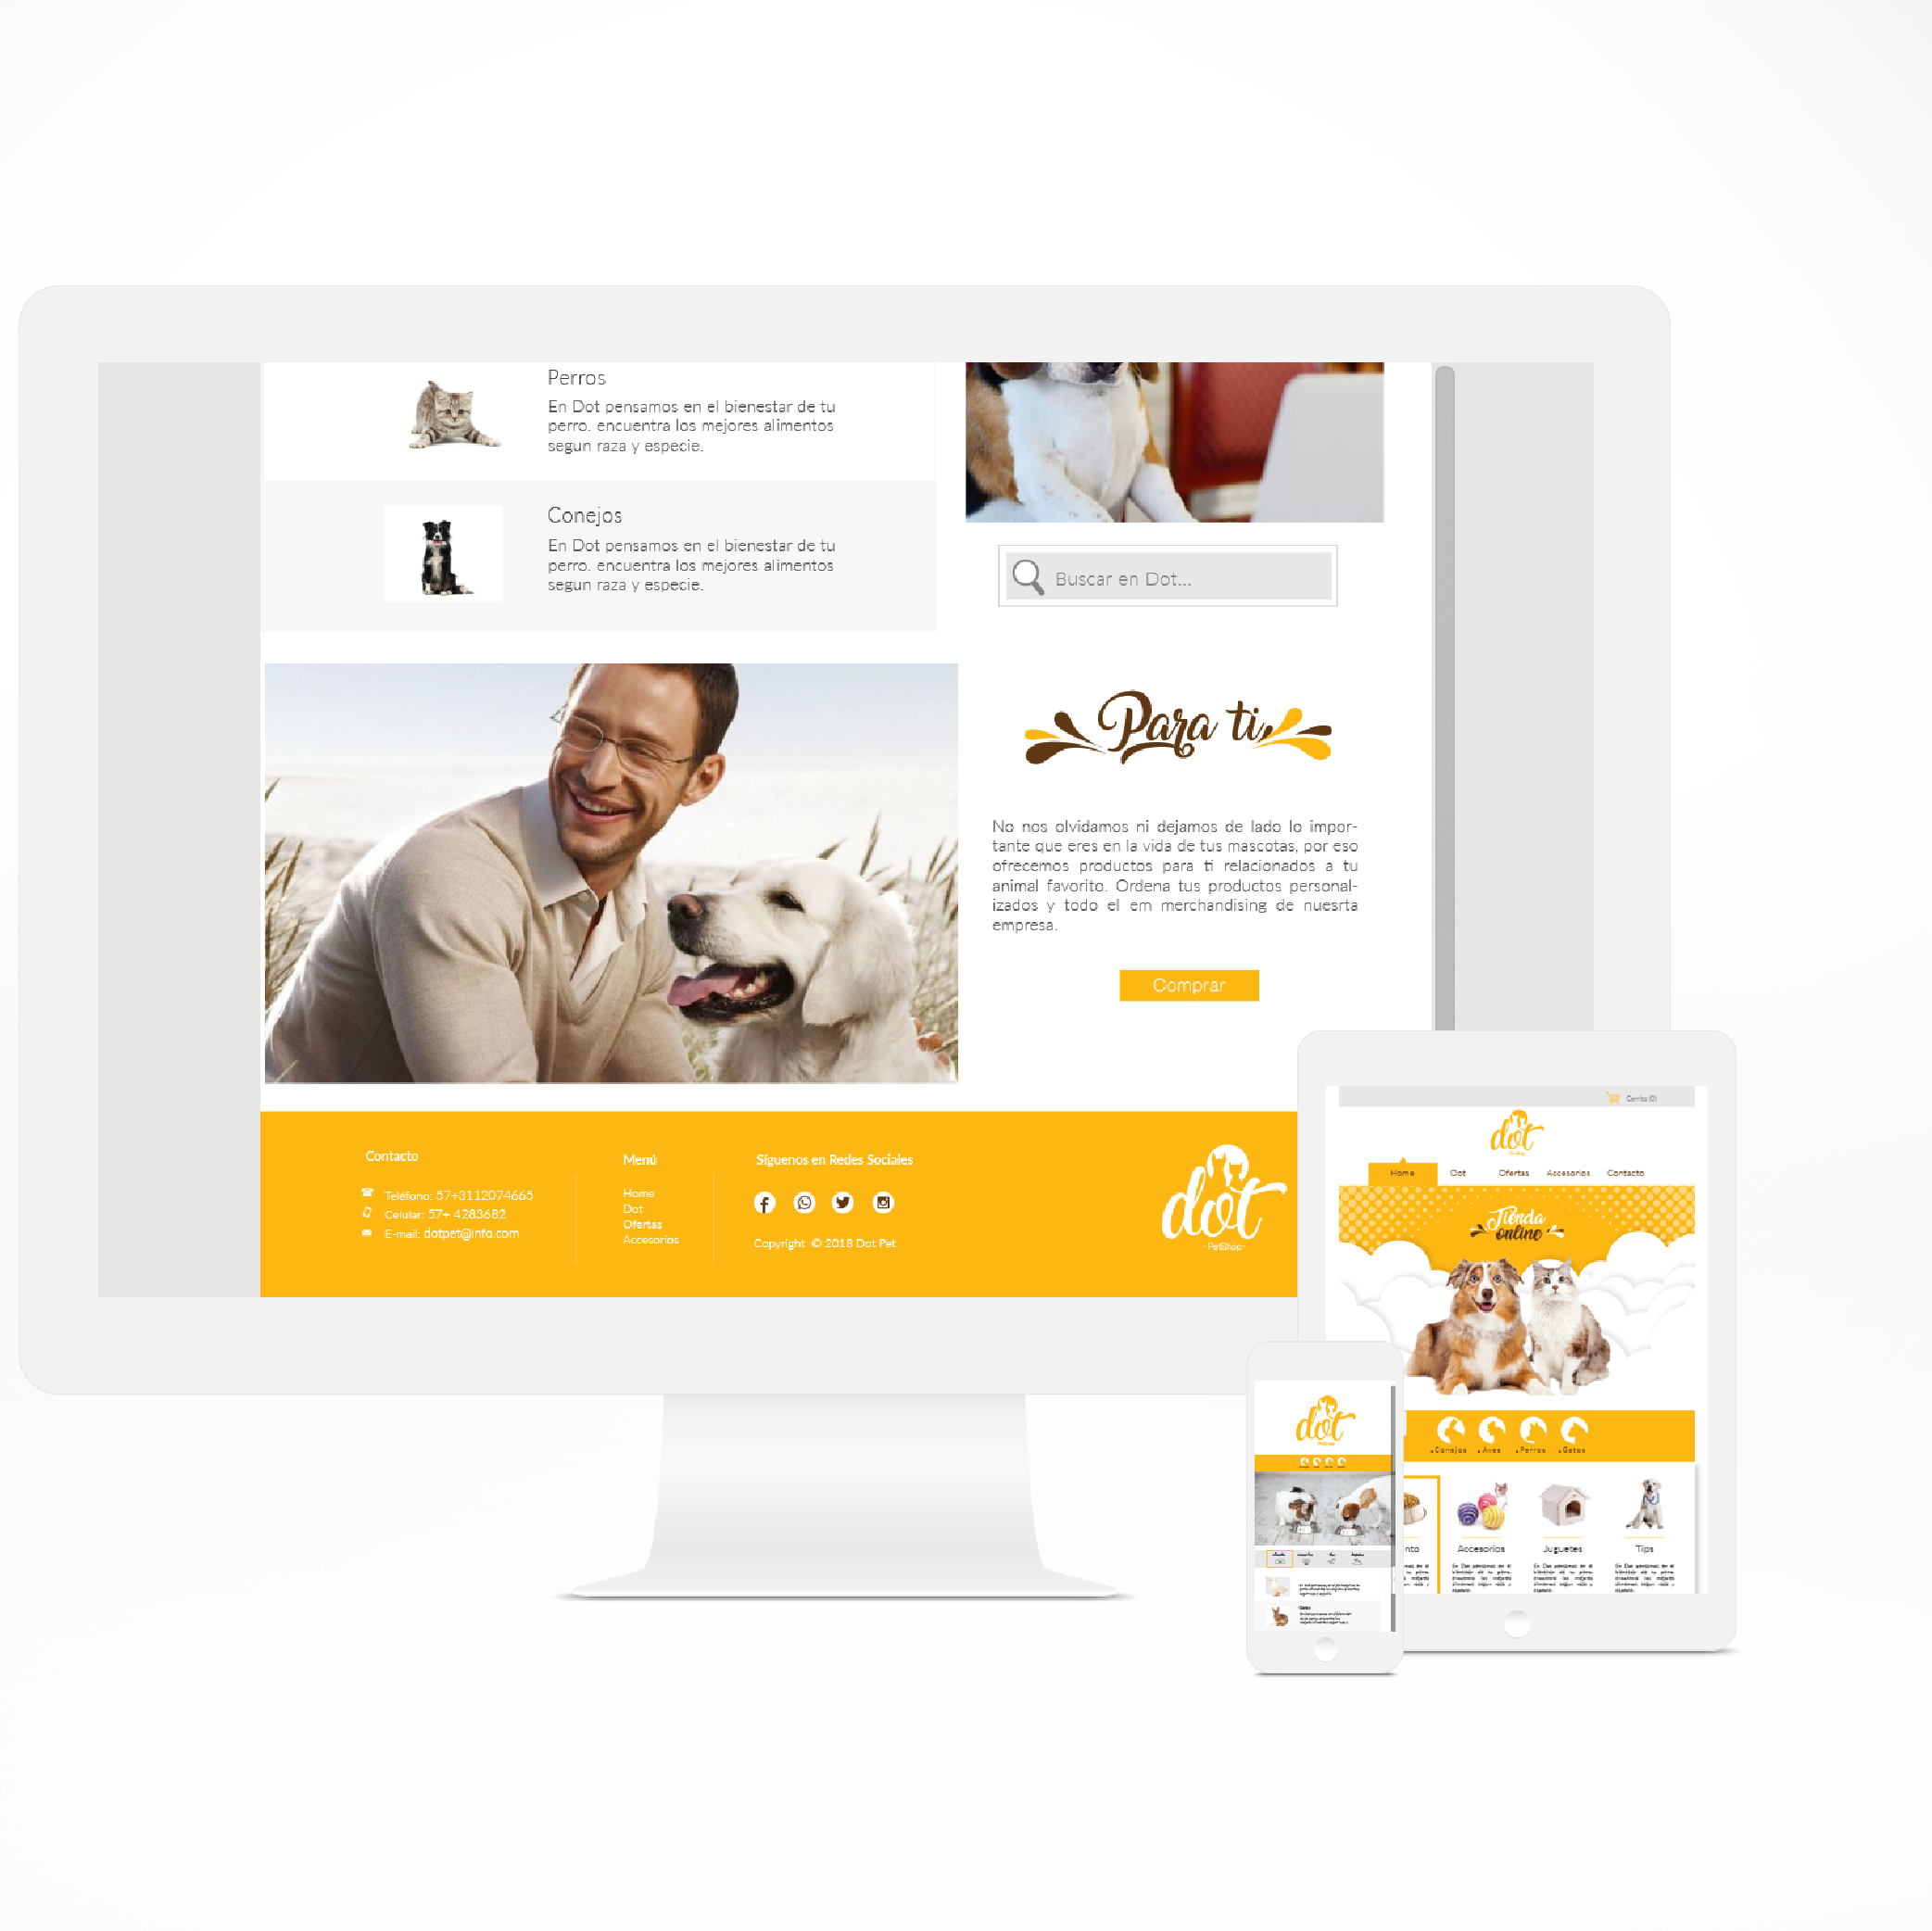 Perros
En Dot pensamos en el bienestar de tu
perro. encuentra los mejores alimentos
segun raza y especie.
Conejos
En Dot pensamos en el bienestar de tu
perro. encuentra los mejores alimentos
segun raza y especie.
Buscar en Dot...
Para ti
No nos olvidamos ni dejamos de lado lo impor-
tante que eres en la vida de tus mascotas, por eso
ofrecemos productos para ti relacionados a tu
animal favorito. Ordena tus productos personal-
izados y todo el em merchandising de nuesrta
empresa.
Comprar
Contacto
Teléfono: 57+3112074665
Celular: 57+ 4283682
E-mail: dotpet@info.com
Menú
Home
Dot
Ofertas
Accesorios
Síguenos en Redes Sociales
Copyright © 2018 Dot Pet
dot
-PetShop-
Carrito (0)
dot
Home Dot Ofertas Accesorios Contacto
Tienda
online
Conejos Aves Perros Gatos
nto Accesorios Juguetes Tips
dot